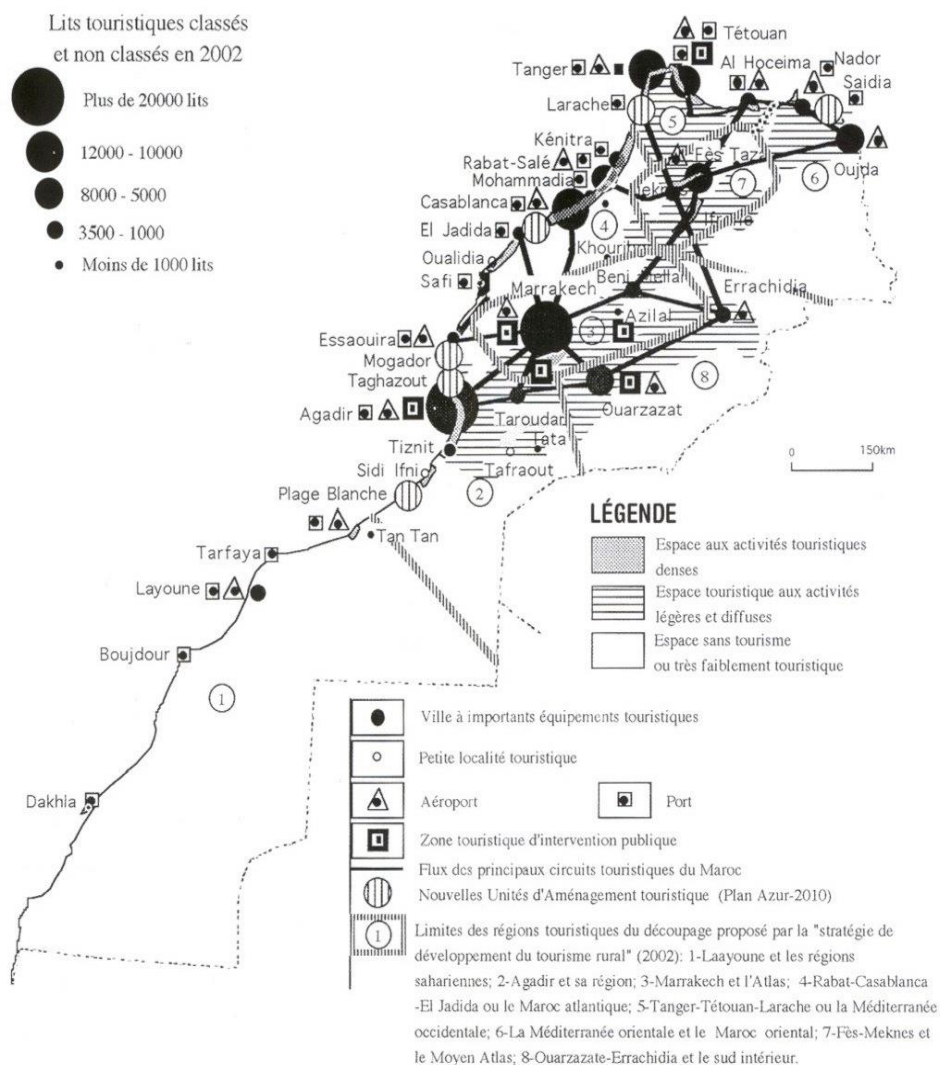 Lits touristiques classés
et non classés en 2002
Plus de 20000 lits
12000 - 10000
8000 - 5000
3500 - 1000
Moins de 1000 lits
Tétouan
Tanger
Al Hoceima
Nador
Saidia
Larache
5
1
Kénitra
Rabat-Salé
Fès
Mohammadia
7
6
Oujda
Casablanca
4
El Jadida
Oualidia
Safi
Marrakech
Errachidia
Azilal
Essaouira
3
Mogador
Taghazout
8
Ouarzazat
Agadir
Taroudan
Tata
Tiznit
Tafraout
Sidi Ifni
2
Plage Blanche
Tan Tan
Tarfaya
Layoune
Boujdour
1
Dakhla
0 150km
LÉGENDE
Espace aux activités touristiques
denses
Espace touristique aux activités
légères et diffuses
Espace sans tourisme
ou très faiblement touristique
Ville à importants équipements touristiques
Petite localité touristique
Aéroport
Port
Zone touristique d'intervention publique
Flux des principaux circuits touristiques du Maroc
Nouvelles Unités d'Aménagement touristique (Plan Azur-2010)
1
Limites des régions touristiques du découpage proposé par la "stratégie de
développement du tourisme rural" (2002): 1-Laayoune et les régions
sahariennes; 2-Agadir et sa région; 3-Marrakech et l'Atlas; 4-Rabat-Casablanca
-El Jadida ou le Maroc atlantique; 5-Tanger-Tétouan-Larache ou la Méditerranée
occidentale; 6-La Méditerranée orientale et le Maroc oriental; 7-Fès-Meknes et
le Moyen Atlas; 8-Ouarzazate-Errachidia et le sud intérieur.